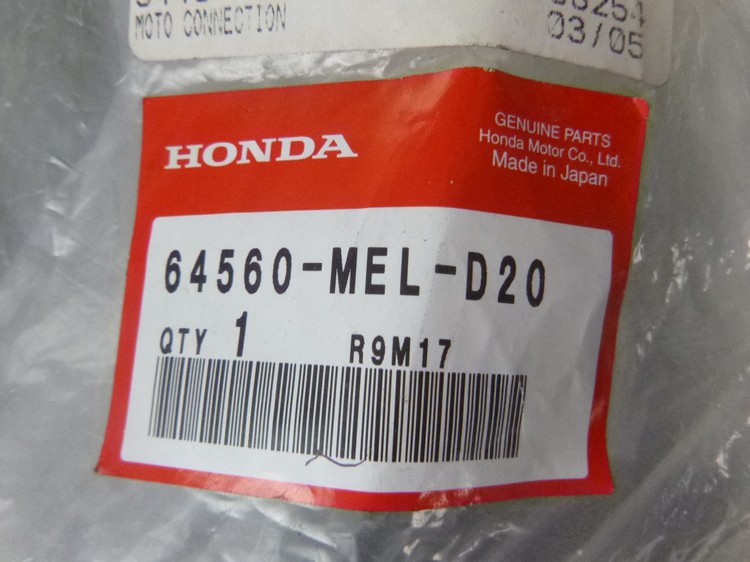 MOTO CONNECTION
03/05
HONDA
GENUINE PARTS
Honda Motor Co., Ltd.
Made in Japan
64560-MEL-D20
QTY 1 R9M17